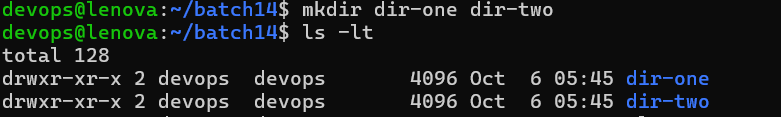 devops@lenova:~/batch14$ mkdir dir-one dir-two
devops@lenova:~/batch14$ ls -lt
total 128
drwxr-xr-x 2 devops  devops      4096 Oct  6 05:45 dir-one
drwxr-xr-x 2 devops  devops      4096 Oct  6 05:45 dir-two